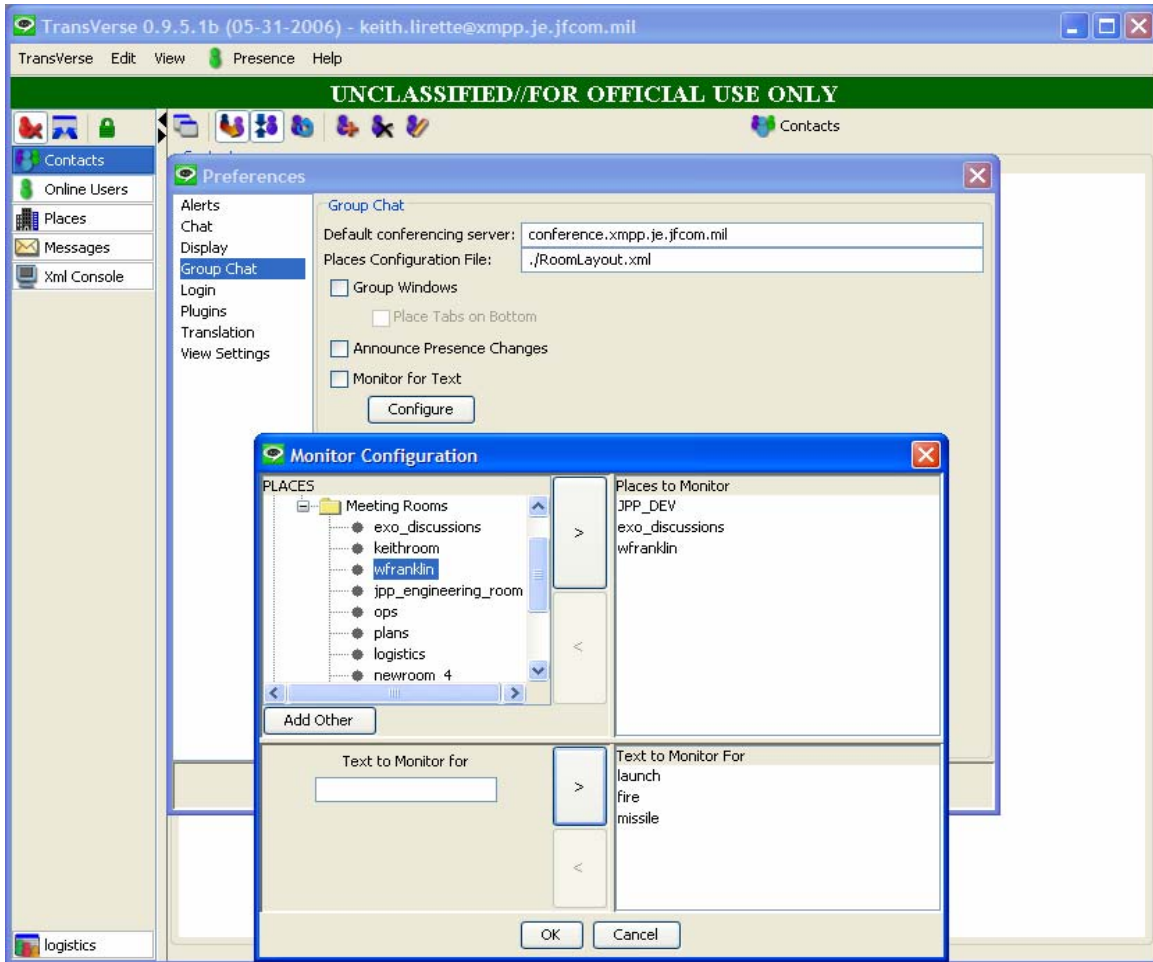 TransVerse 0.9.5.1b (05-31-2006) - keith.lirette@xmpp.je.jfcom.mil
TransVerse Edit View Presence Help
UNCLASSIFIED//FOR OFFICIAL USE ONLY
Contacts
Contacts
Online Users
Places
Messages
Xml Console
logistics
Preferences
Alerts
Chat
Display
Group Chat
Login
Plugins
Translation
View Settings
Group Chat
Default conferencing server: conference.xmpp.je.jfcom.mil
Places Configuration File: ./RoomLayout.xml
Group Windows
Place Tabs on Bottom
Announce Presence Changes
Monitor for Text
Configure
Monitor Configuration
PLACES
Meeting Rooms
exo_discussions
keithroom
wfranklin
jpp_engineering_room
ops
plans
logistics
newroom_4
Add Other
>
<
Places to Monitor
JPP_DEV
exo_discussions
wfranklin
Text to Monitor for
>
<
Text to Monitor For
launch
fire
missile
OK Cancel